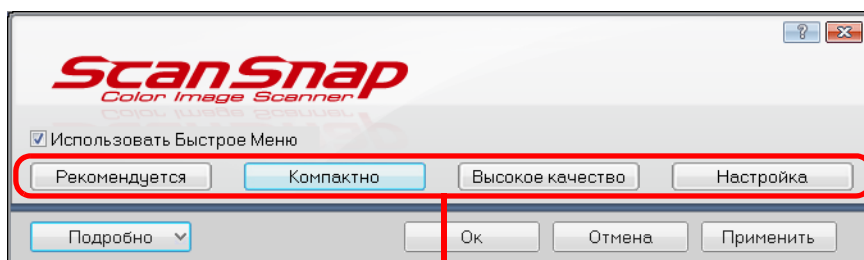 ScanSnap
Color Image Scanner
Использовать Быстрое Меню
Рекомендуется Компактно Высокое качество Настройка
Подробно Ок Отмена Применить